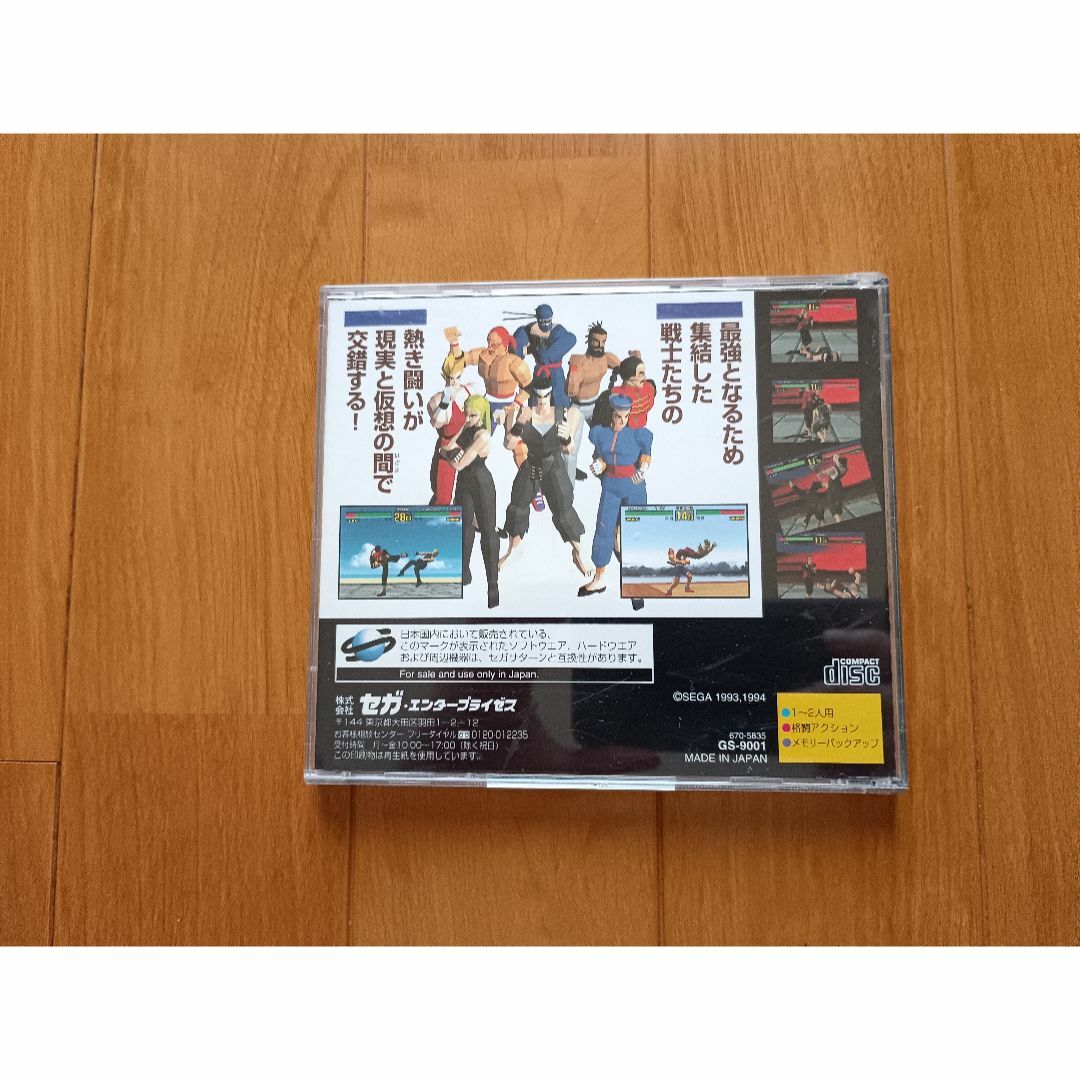 最強となるため
集結した
戦士たちの
熱き闘いが
現実と仮想の間で
はざま
交錯する！
28
14
11
11
日本国内において販売されている、
このマークが表示されたソフトウエア、ハードウエア
および周辺機器は、セガサターンと互換性があります。
For sale and use only in Japan.
株式会社 セガ・エンタープライゼス
〒144 東京都大田区羽田1-2-12
お客様相談センター フリーダイヤル 0120-012235
受付時間 月～金10:00～17:00（除く祝日）
この印刷物は再生紙を使用しています。
©SEGA 1993,1994
670-5835
GS-9001
MADE IN JAPAN
COMPACT
disc
1～2人用
格闘アクション
メモリーバックアップ